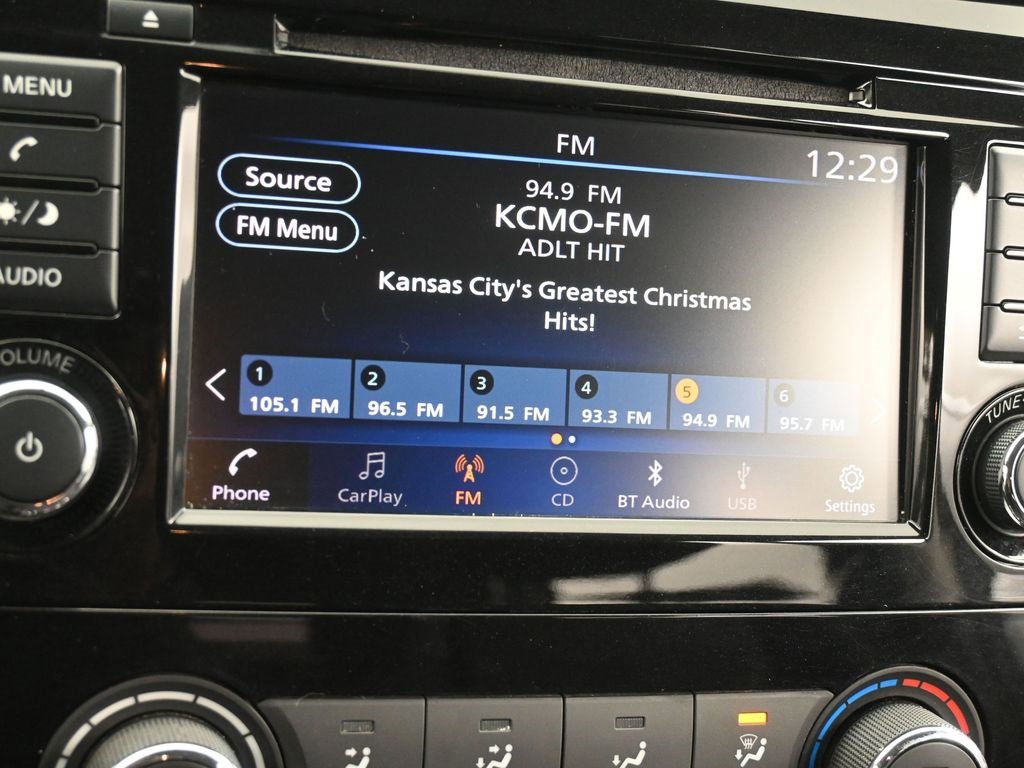 MENU
AUDIO
VOLUME
FM
12:29
Source
FM Menu
94.9 FM
KCMO-FM
ADLT HIT
Kansas City's Greatest Christmas
Hits!
1 2 3 4 5 6
105.1 FM 96.5 FM 91.5 FM 93.3 FM 94.9 FM 95.7 FM
Phone CarPlay FM CD BT Audio USB Settings
TUNE